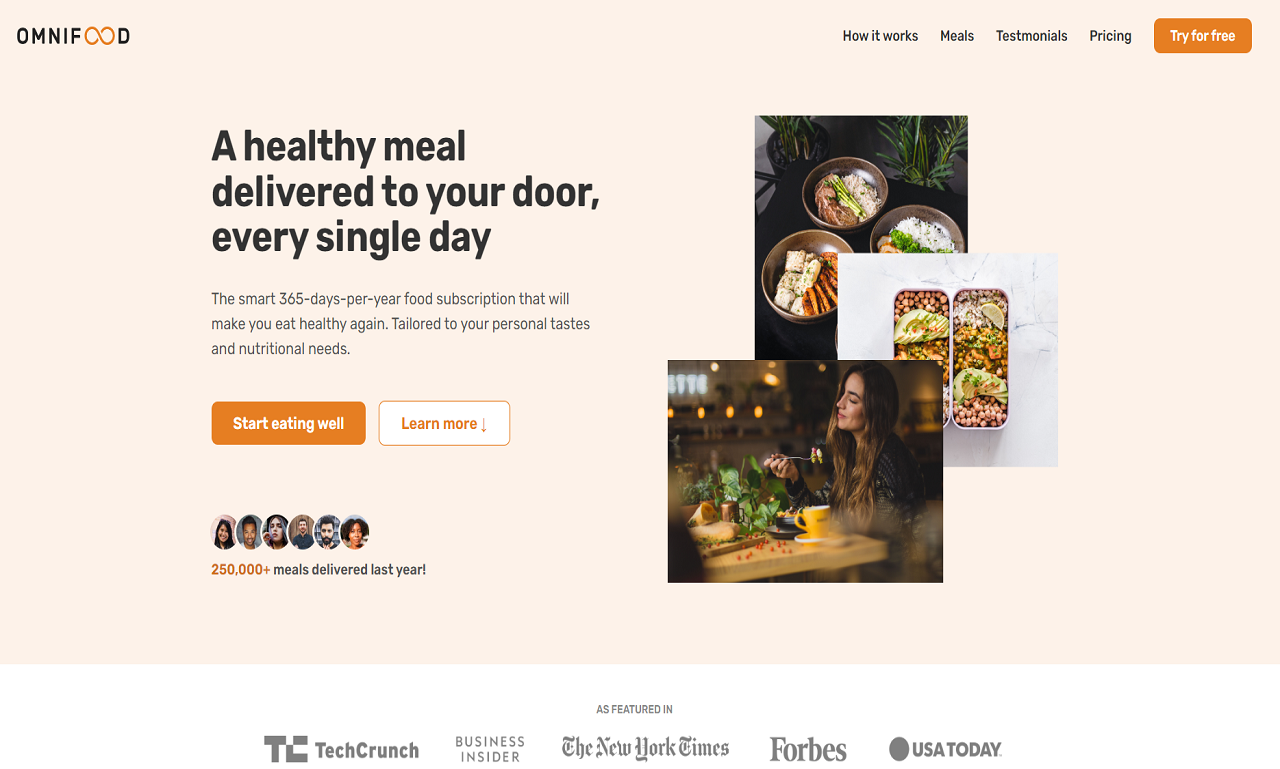 OMNIFOOD
How it works Meals Testmonials Pricing Try for free
A healthy meal
delivered to your door,
every single day
The smart 365-days-per-year food subscription that will
make you eat healthy again. Tailored to your personal tastes
and nutritional needs.
Start eating well Learn more ↓
250,000+ meals delivered last year!
AS FEATURED IN
TC TechCrunch
BUSINESS
INSIDER
The New York Times
Forbes
USA TODAY